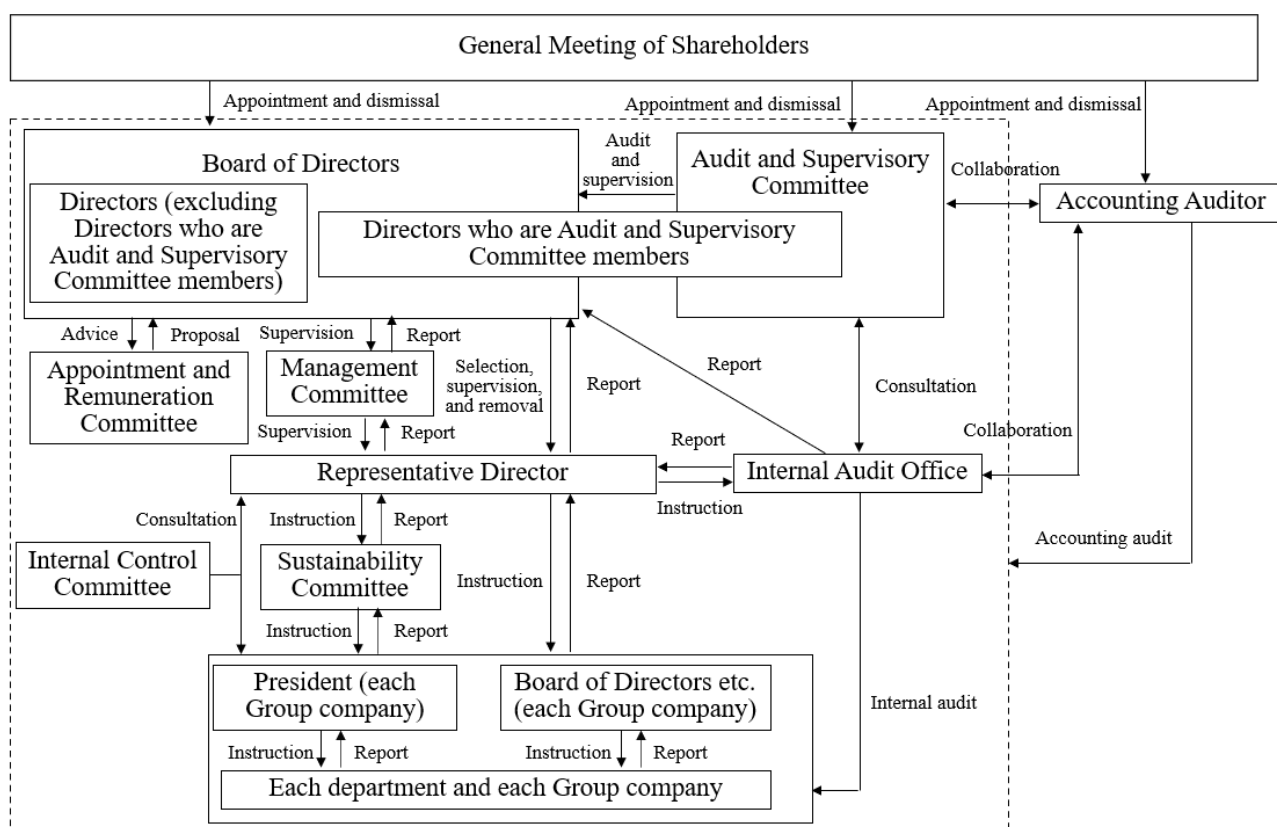 General Meeting of Shareholders
Appointment and dismissal
Appointment and dismissal
Appointment and dismissal
Board of Directors
Audit
and
supervision
Audit and Supervisory
Committee
Collaboration
Directors (excluding
Directors who are
Audit and Supervisory
Committee members)
Directors who are Audit and Supervisory
Committee members
Accounting Auditor
Advice
Proposal
Supervision
Report
Appointment and
Remuneration
Committee
Management
Committee
Selection,
supervision,
and removal
Report
Report
Consultation
Supervision
Report
Collaboration
Representative Director
Report
Instruction
Internal Audit Office
Consultation
Instruction
Report
Internal Control
Committee
Sustainability
Committee
Instruction
Report
Accounting audit
Instruction
Report
President (each
Group company)
Board of Directors etc.
(each Group company)
Internal audit
Instruction
Report
Instruction
Report
Each department and each Group company